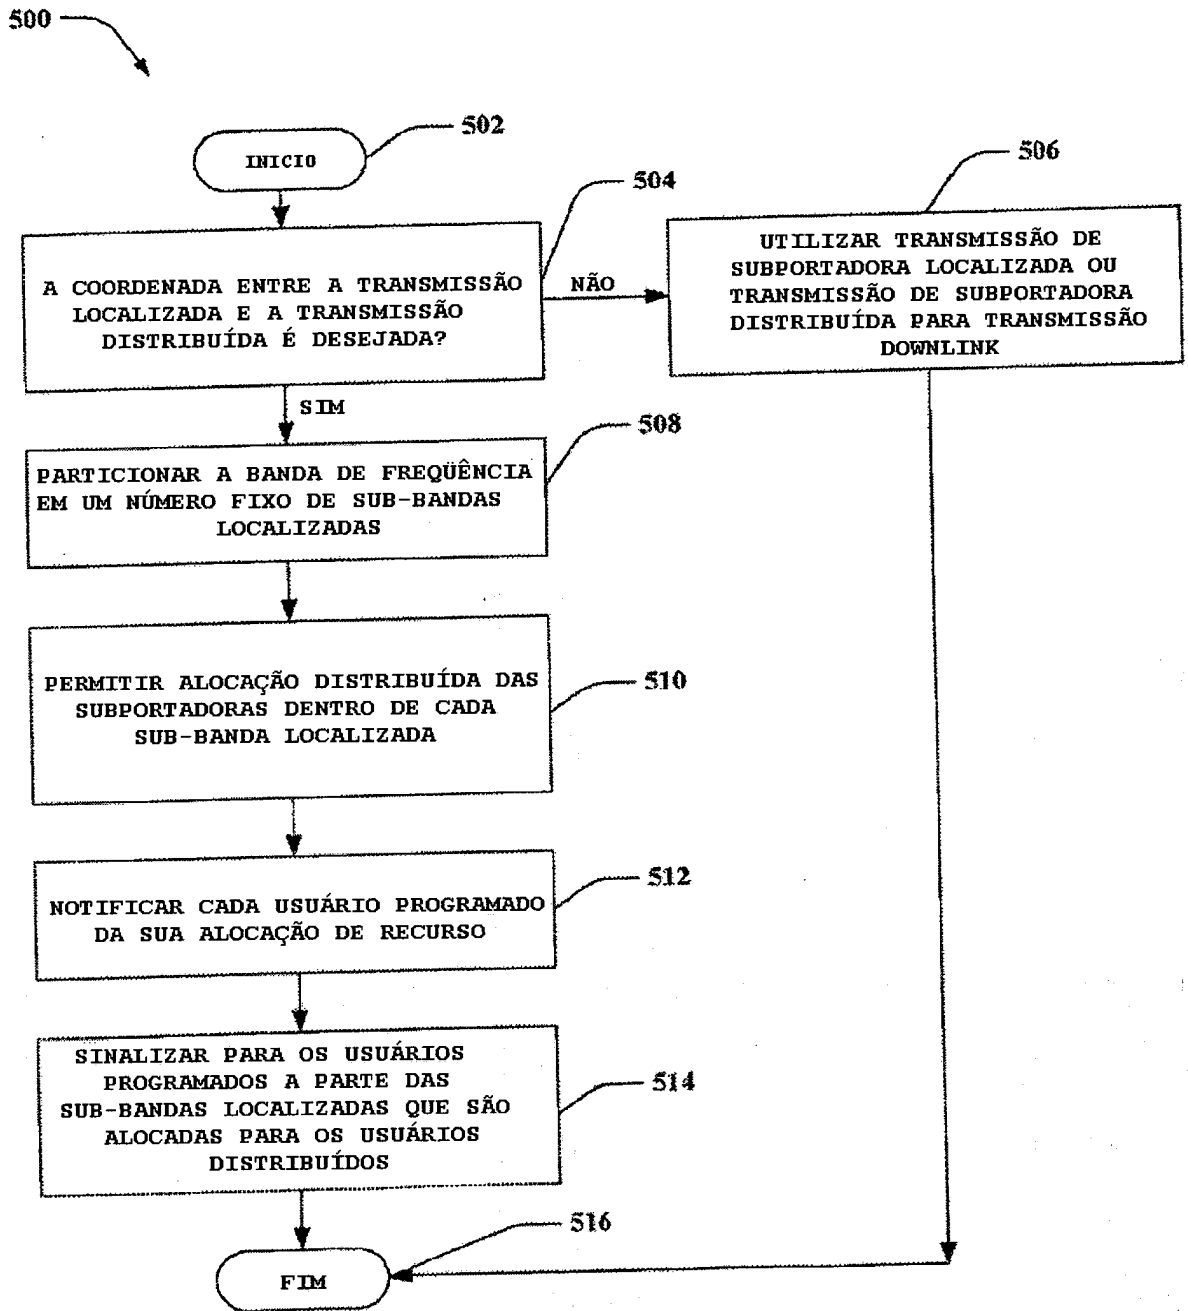 500
502
INICIO
504
A COORDENADA ENTRE A TRANSMISSÃO
LOCALIZADA E A TRANSMISSÃO
DISTRIBUÍDA É DESEJADA?
NÃO
506
UTILIZAR TRANSMISSÃO DE
SUBPORTADORA LOCALIZADA OU
TRANSMISSÃO DE SUBPORTADORA
DISTRIBUÍDA PARA TRANSMISSÃO
DOWNLINK
SIM
508
PARTICIONAR A BANDA DE FREQÜÊNCIA
EM UM NÚMERO FIXO DE SUB-BANDAS
LOCALIZADAS
510
PERMITIR ALOCAÇÃO DISTRIBUÍDA DAS
SUBPORTADORAS DENTRO DE CADA
SUB-BANDA LOCALIZADA
512
NOTIFICAR CADA USUÁRIO PROGRAMADO
DA SUA ALOCAÇÃO DE RECURSO
514
SINALIZAR PARA OS USUÁRIOS
PROGRAMADOS A PARTE DAS
SUB-BANDAS LOCALIZADAS QUE SÃO
ALOCADAS PARA OS USUÁRIOS
DISTRIBUÍDOS
516
FIM